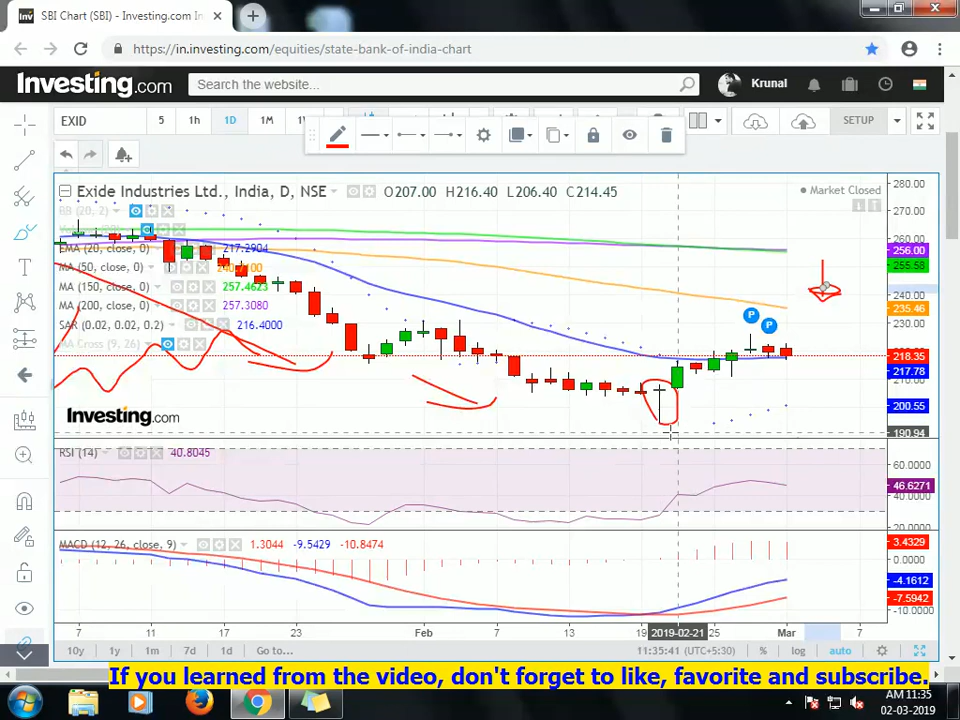 SBI Chart (SBI) - Investing.com In
https://in.investing.com/equities/state-bank-of-india-chart
Investing.com
Search the website...
Krunal
EXID 5 1h 1D 1M
SETUP
Exide Industries Ltd., India, D, NSE O207.00 H216.40 L206.40 C214.45
Market Closed
BB (20, 2)
EMA (20, close, 0) 217.2904
MA (50, close, 0)
MA (150, close, 0) 257.4623
MA (200, close, 0) 257.3080
SAR (0.02, 0.02, 0.2) 216.4000
MA Cross (9, 26)
P
P
280.00
270.00
260.00
256.00
255.58
240.00
235.46
230.00
218.35
217.78
210.00
200.55
190.94
Investing.com
RSI (14) 40.8045
60.0000
46.6271
40.0000
20.0000
MACD (12, 26, close, 9) 1.3044 -9.5429 -10.8474
3.4329
0.0000
-4.1612
-7.5942
-10.0000
7 11 17 23 Feb 7 13 19 2019-02-21 25 Mar 7
10y 1y 1m 7d 1d Go to... 11:35:41 (UTC+5:30) % log auto
If you learned from the video, don't forget to like, favorite and subscribe.
AM 11:35
02-03-2019